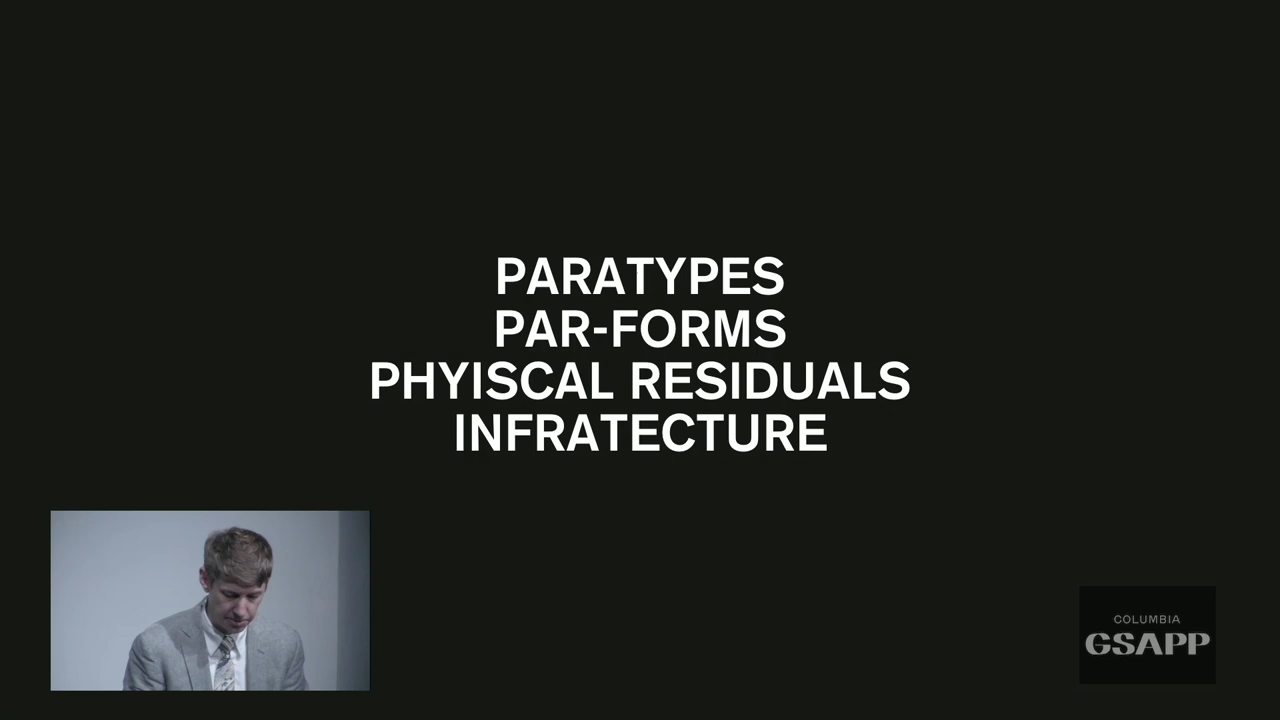 PARATYPES
PAR-FORMS
PHYISCAL RESIDUALS
INFRATECTURE
COLUMBIA
GSAPP